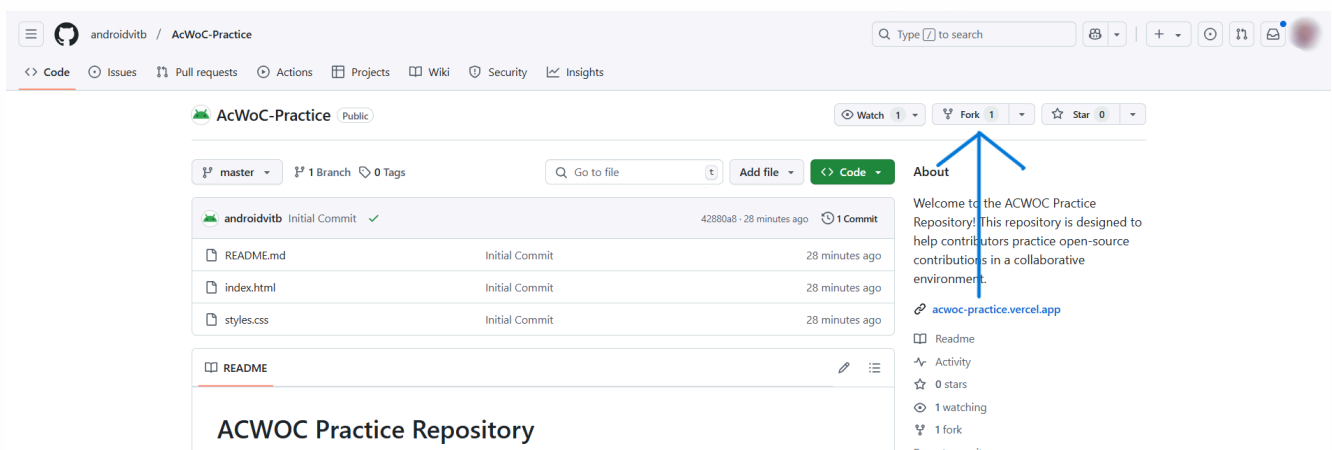 androidvitb / AcWoC-Practice
Type / to search
Code Issues Pull requests Actions Projects Wiki Security Insights
AcWoC-Practice Public
Watch 1 Fork 1 Star 0
master 1 Branch 0 Tags
Go to file t Add file Code
androidvitb Initial Commit 42880a8 · 28 minutes ago 1 Commit
README.md Initial Commit 28 minutes ago
index.html Initial Commit 28 minutes ago
styles.css Initial Commit 28 minutes ago
README
ACWOC Practice Repository
About
Welcome to the ACWOC Practice
Repository! This repository is designed to
help contributors practice open-source
contributions in a collaborative
environment.
acwoc-practice.vercel.app
Readme
Activity
0 stars
1 watching
1 fork